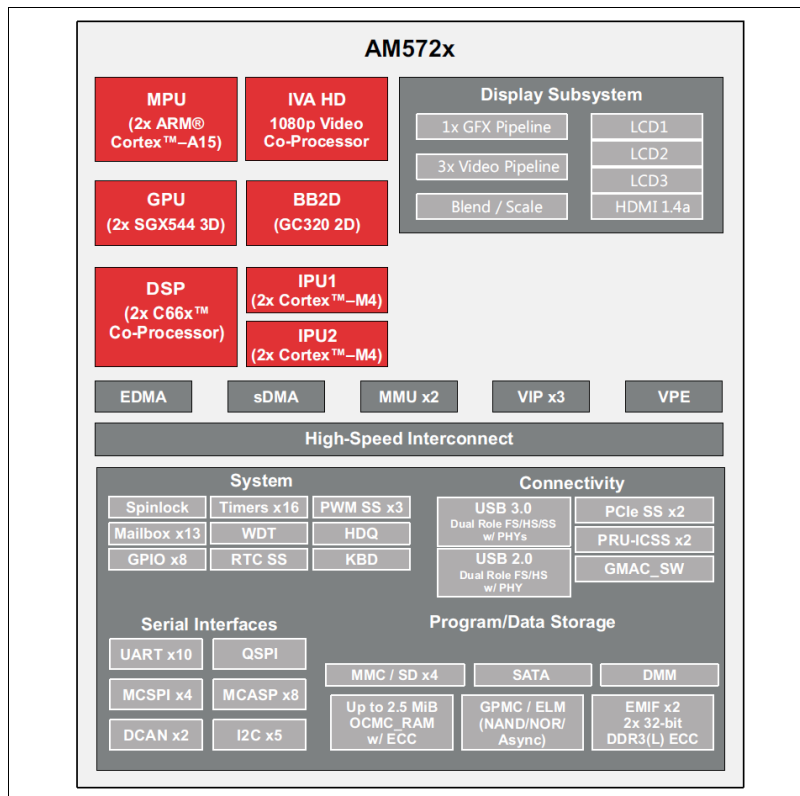 AM572x
MPU
(2x ARM®
Cortex™–A15)
IVA HD
1080p Video
Co-Processor
Display Subsystem
1x GFX Pipeline
3x Video Pipeline
Blend / Scale
LCD1
LCD2
LCD3
HDMI 1.4a
GPU
(2x SGX544 3D)
BB2D
(GC320 2D)
DSP
(2x C66x™
Co-Processor)
IPU1
(2x Cortex™–M4)
IPU2
(2x Cortex™–M4)
EDMA
sDMA
MMU x2
VIP x3
VPE
High-Speed Interconnect
System
Spinlock
Timers x16
PWM SS x3
Mailbox x13
WDT
HDQ
GPIO x8
RTC SS
KBD
Connectivity
USB 3.0
Dual Role FS/HS/SS
w/ PHYs
USB 2.0
Dual Role FS/HS
w/ PHY
PCIe SS x2
PRU-ICSS x2
GMAC_SW
Serial Interfaces
UART x10
QSPI
MCSPI x4
MCASP x8
DCAN x2
I2C x5
Program/Data Storage
MMC / SD x4
SATA
DMM
Up to 2.5 MiB
OCMC_RAM
w/ ECC
GPMC / ELM
(NAND/NOR/
Async)
EMIF x2
2x 32-bit
DDR3(L) ECC